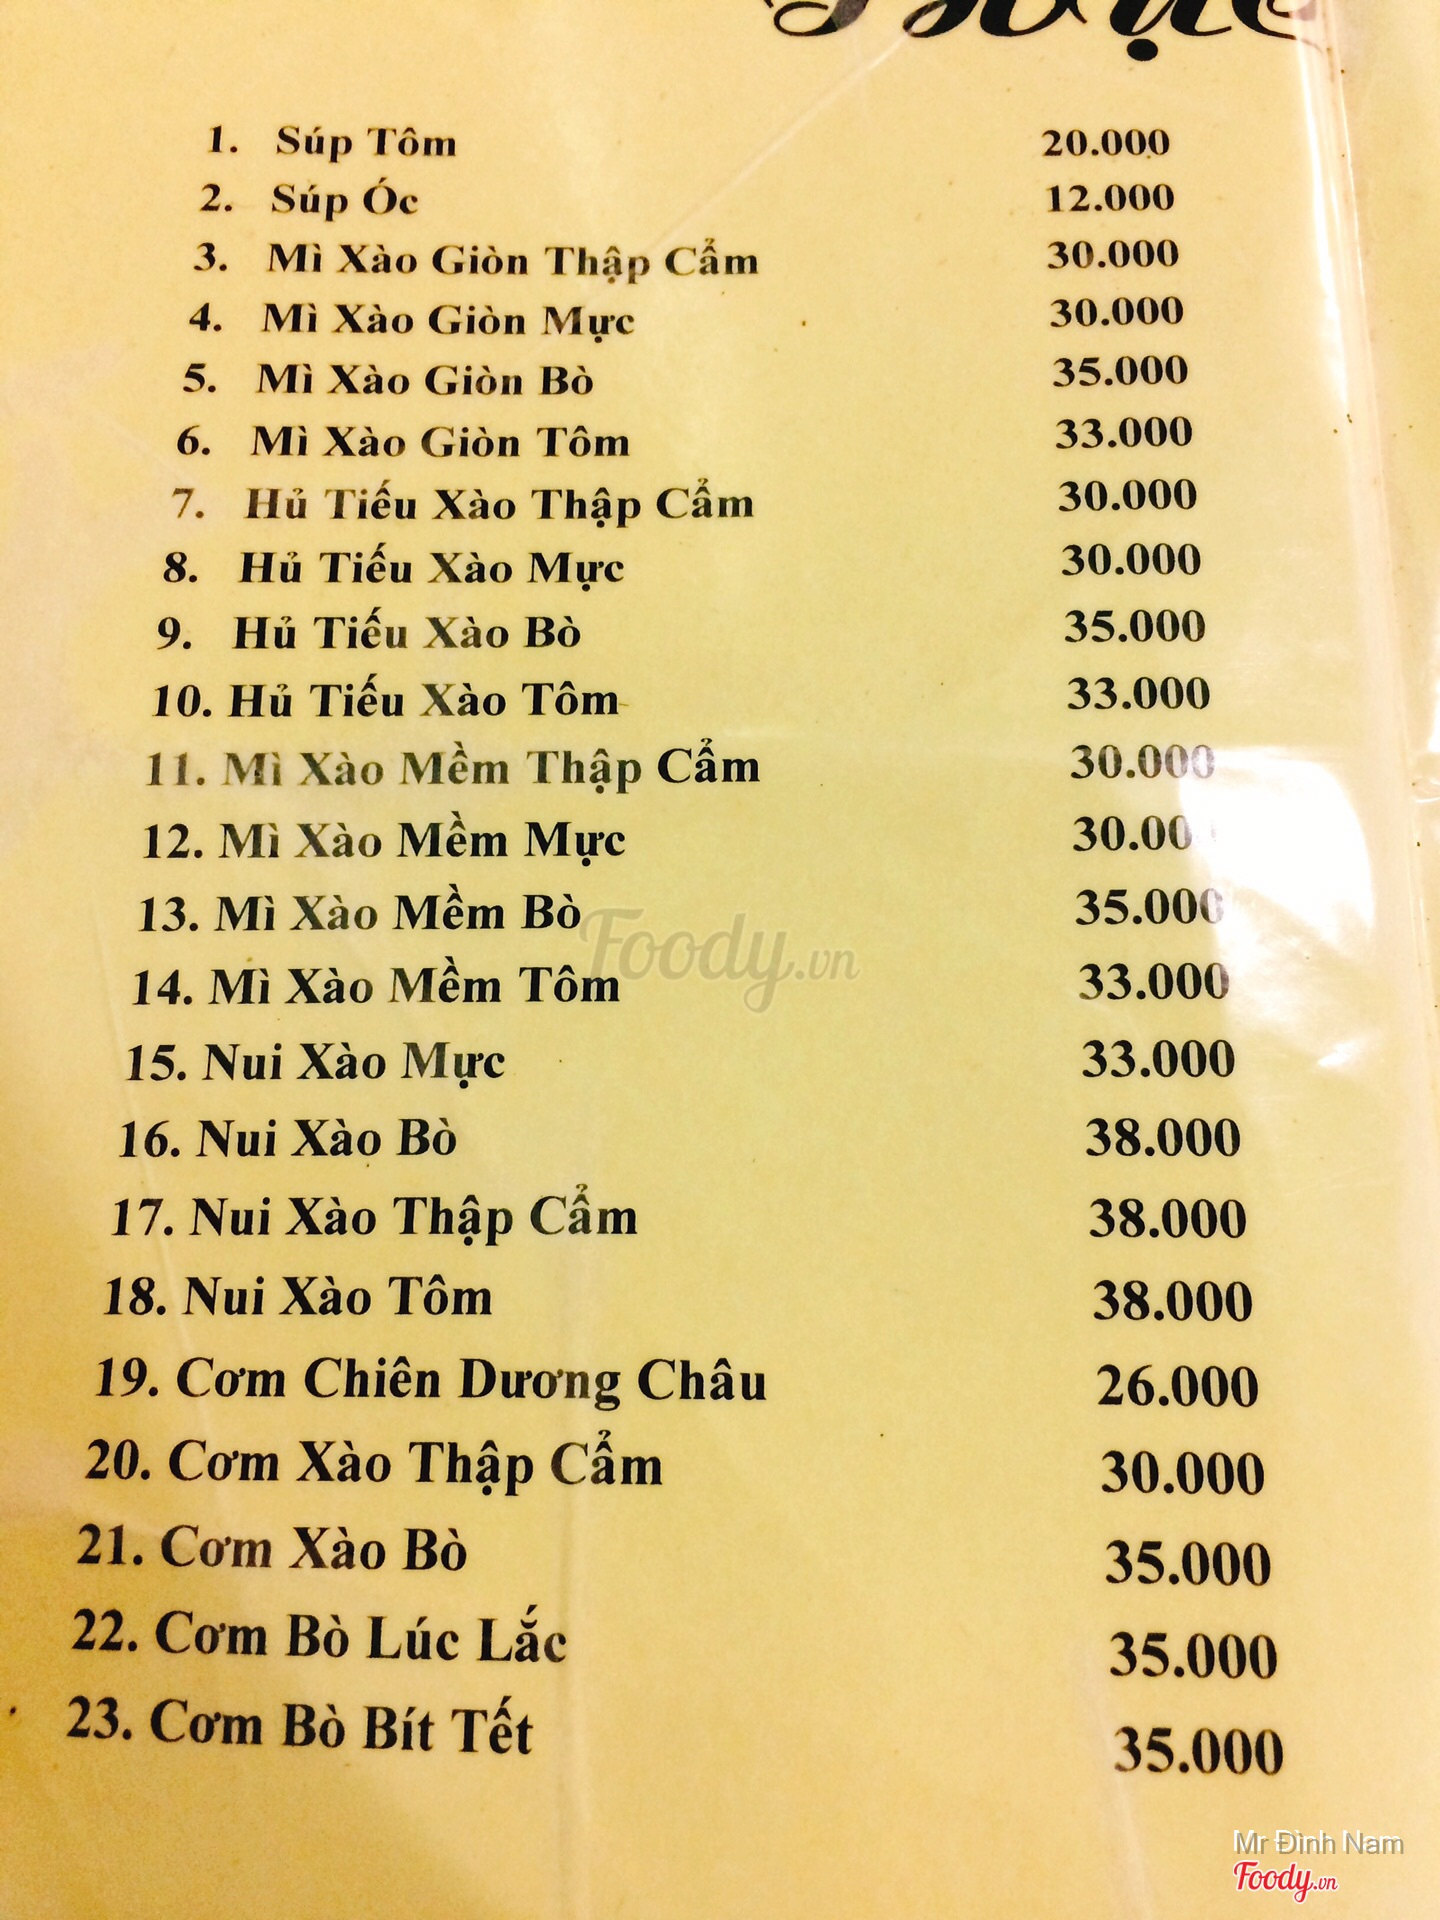 1. Súp Tôm 20.000
2. Súp Óc 12.000
3. Mì Xào Giòn Thập Cẩm 30.000
4. Mì Xào Giòn Mực 30.000
5. Mì Xào Giòn Bò 35.000
6. Mì Xào Giòn Tôm 33.000
7. Hủ Tiếu Xào Thập Cẩm 30.000
8. Hủ Tiếu Xào Mực 30.000
9. Hủ Tiếu Xào Bò 35.000
10. Hủ Tiếu Xào Tôm 33.000
11. Mì Xào Mềm Thập Cẩm 30.000
12. Mì Xào Mềm Mực 30.000
13. Mì Xào Mềm Bò 35.000
Foody.vn
14. Mì Xào Mềm Tôm 33.000
15. Nui Xào Mực 33.000
16. Nui Xào Bò 38.000
17. Nui Xào Thập Cẩm 38.000
18. Nui Xào Tôm 38.000
19. Cơm Chiên Dương Châu 26.000
20. Cơm Xào Thập Cẩm 30.000
21. Cơm Xào Bò 35.000
22. Cơm Bò Lúc Lắc 35.000
23. Cơm Bò Bít Tết 35.000
Mr Đình Nam
Foody.vn